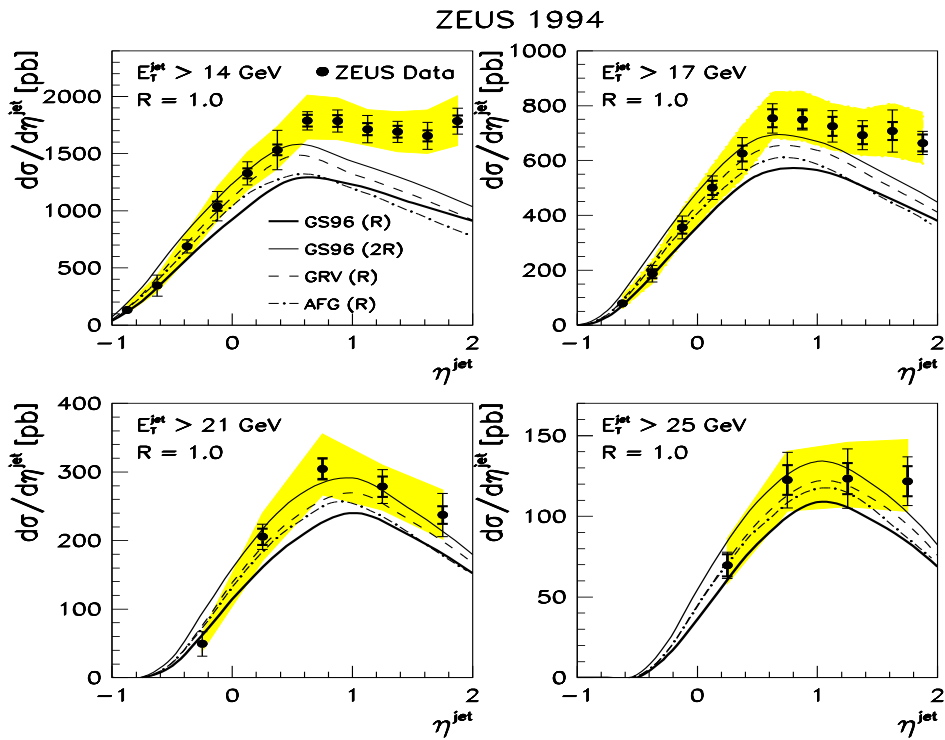 ZEUS 1994
dσ/dη^jet [pb]
E_T^jet > 14 GeV
ZEUS Data
R = 1.0
2000
1500
1000
500
0
GS96 (R)
GS96 (2R)
GRV (R)
AFG (R)
-1 0 1 2
η^jet
dσ/dη^jet [pb]
E_T^jet > 17 GeV
R = 1.0
1000
800
600
400
200
0
-1 0 1 2
η^jet
dσ/dη^jet [pb]
E_T^jet > 21 GeV
R = 1.0
400
300
200
100
0
-1 0 1 2
η^jet
dσ/dη^jet [pb]
E_T^jet > 25 GeV
R = 1.0
150
100
50
0
-1 0 1 2
η^jet